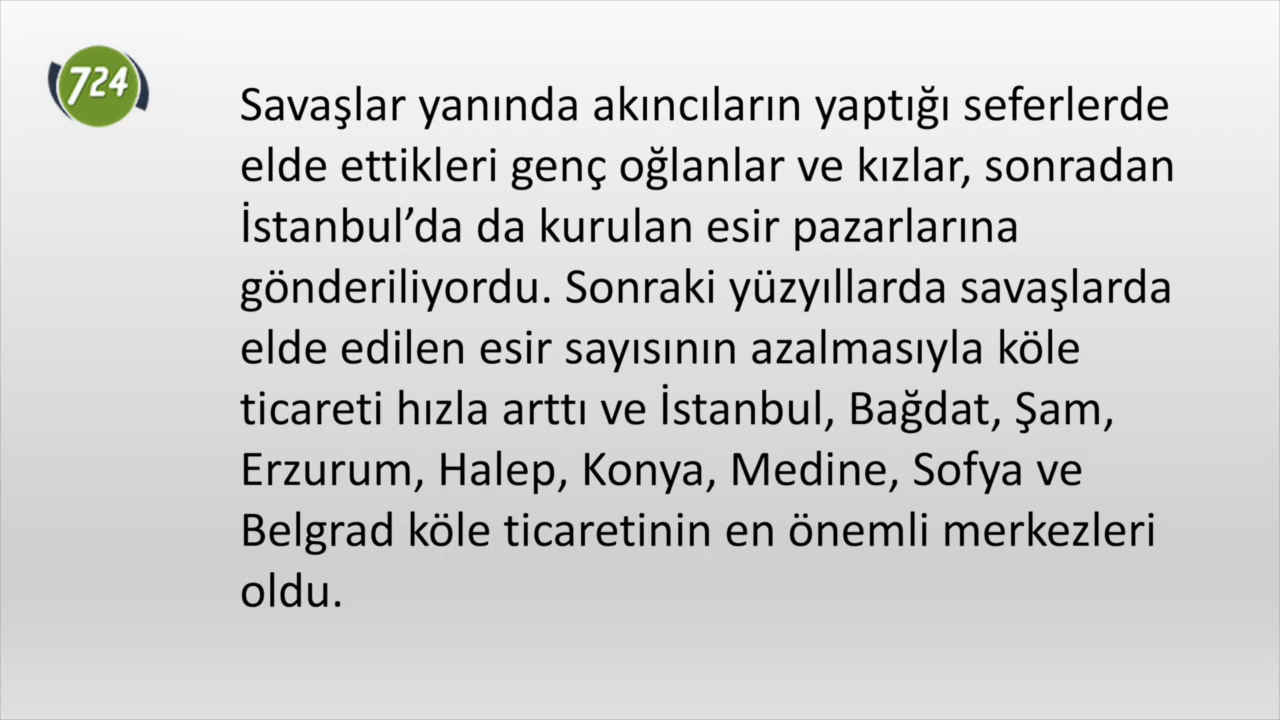 724
Savaşlar yanında akıncıların yaptığı seferlerde
elde ettikleri genç oğlanlar ve kızlar, sonradan
İstanbul’da da kurulan esir pazarlarına
gönderiliyordu. Sonraki yüzyıllarda savaşlarda
elde edilen esir sayısının azalmasıyla köle
ticareti hızla arttı ve İstanbul, Bağdat, Şam,
Erzurum, Halep, Konya, Medine, Sofya ve
Belgrad köle ticaretinin en önemli merkezleri
oldu.